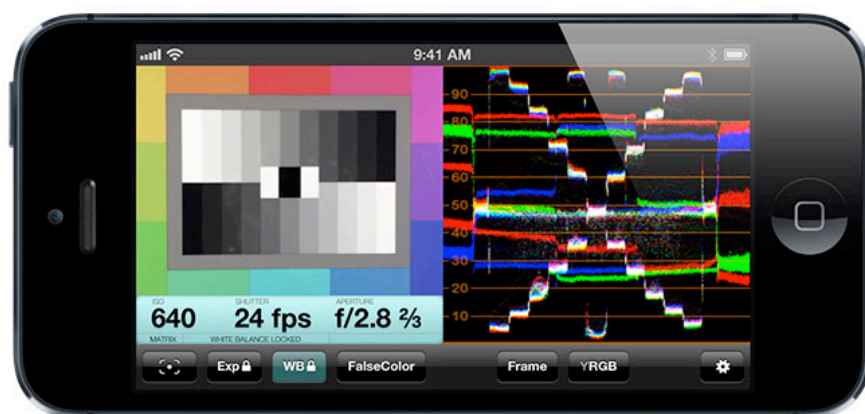 9:41 AM
90
80
70
60
50
40
30
20
10
ISO SHUTTER APERTURE
640 24 fps f/2.8 ⅔
MATRIX WHITE BALANCE LOCKED
Exp WB FalseColor Frame YRGB